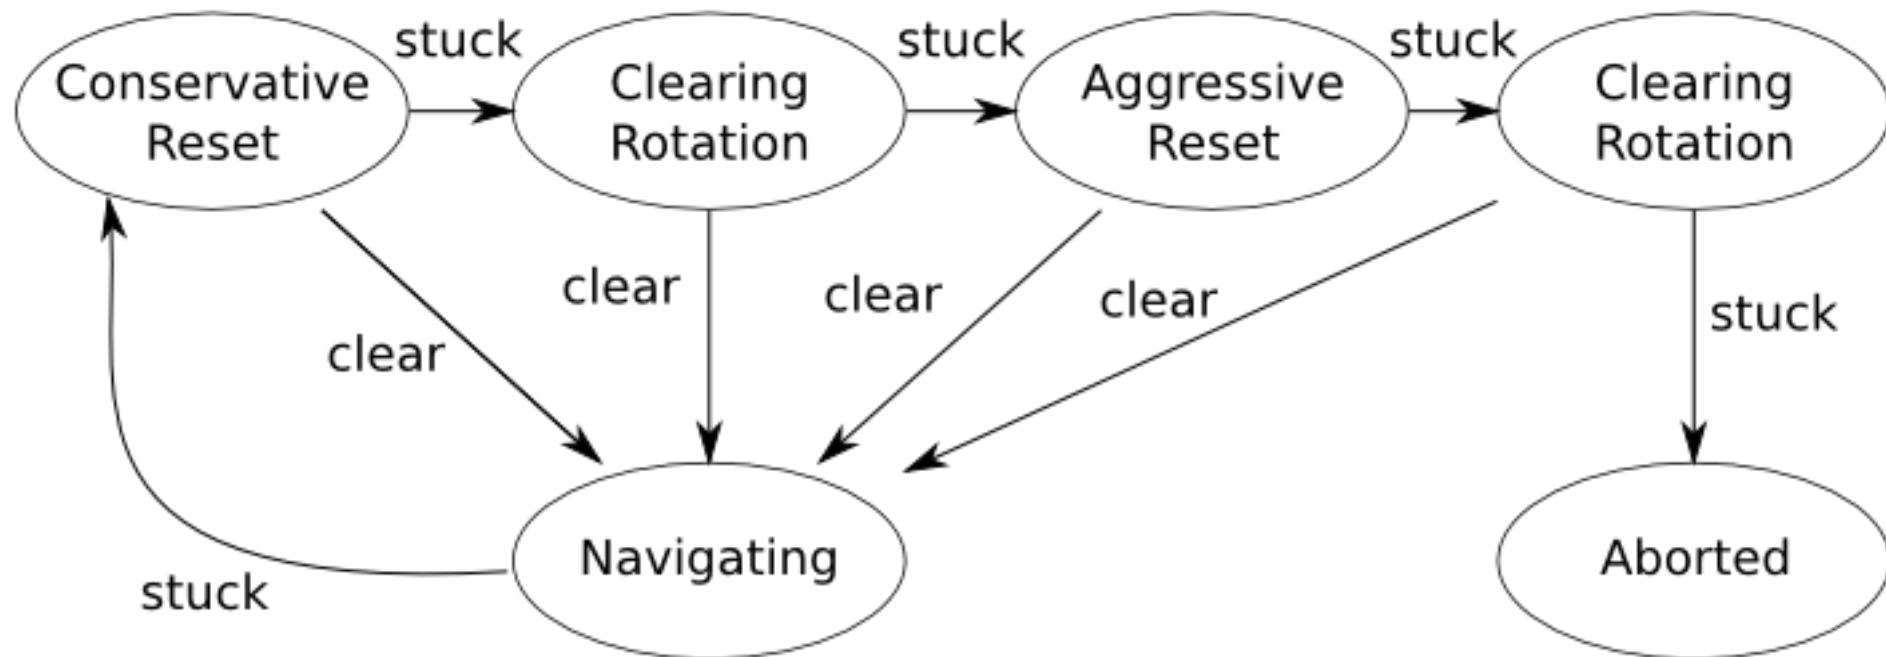 stuck
stuck
stuck
Conservative
Reset
Clearing
Rotation
Aggressive
Reset
Clearing
Rotation
clear
clear
clear
clear
stuck
Navigating
Aborted
stuck